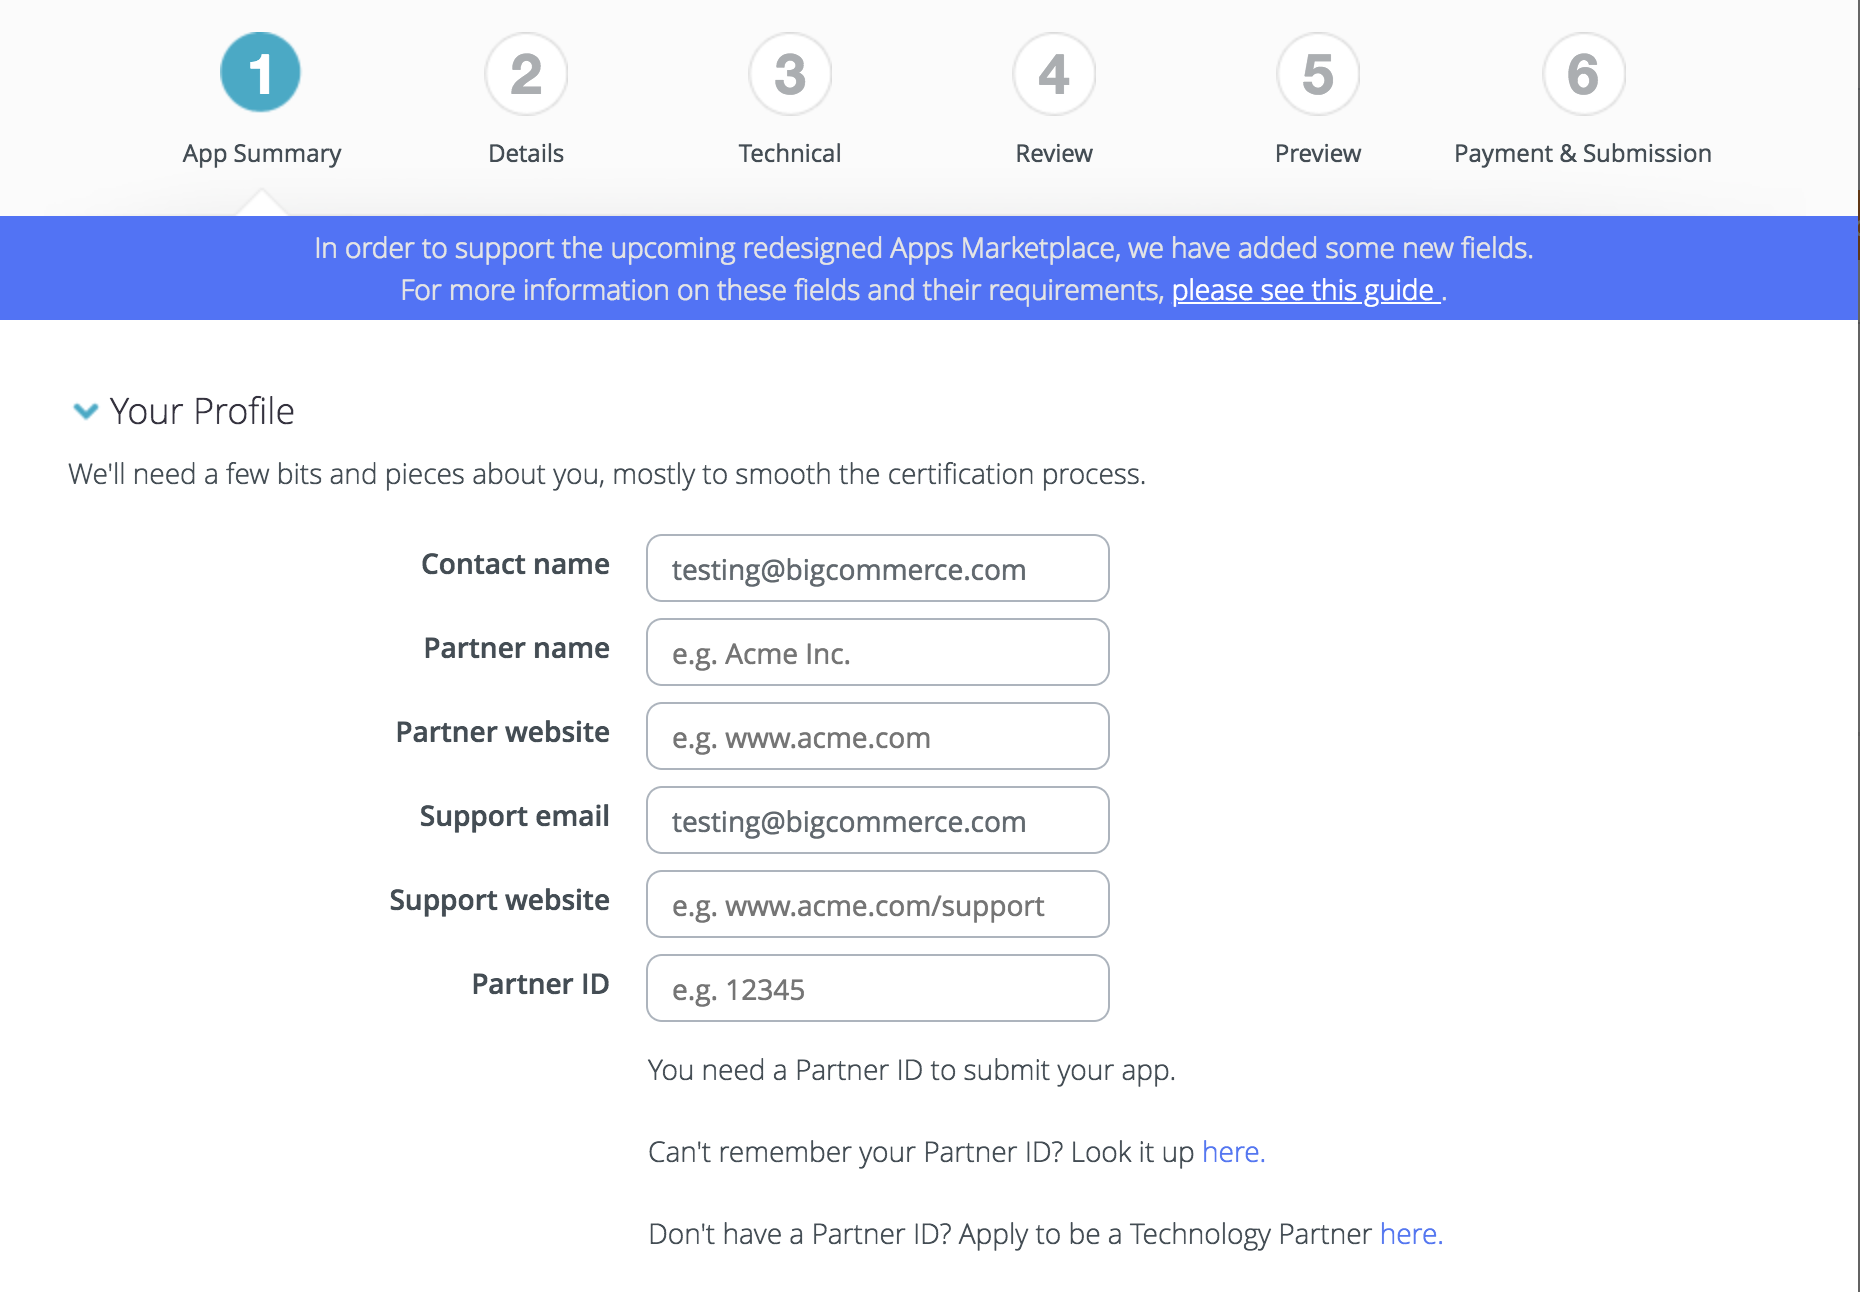 1 2 3 4 5 6
App Summary Details Technical Review Preview Payment & Submission
In order to support the upcoming redesigned Apps Marketplace, we have added some new fields.
For more information on these fields and their requirements, please see this guide .
Your Profile
We'll need a few bits and pieces about you, mostly to smooth the certification process.
Contact name testing@bigcommerce.com
Partner name e.g. Acme Inc.
Partner website e.g. www.acme.com
Support email testing@bigcommerce.com
Support website e.g. www.acme.com/support
Partner ID e.g. 12345
You need a Partner ID to submit your app.
Can't remember your Partner ID? Look it up here.
Don't have a Partner ID? Apply to be a Technology Partner here.